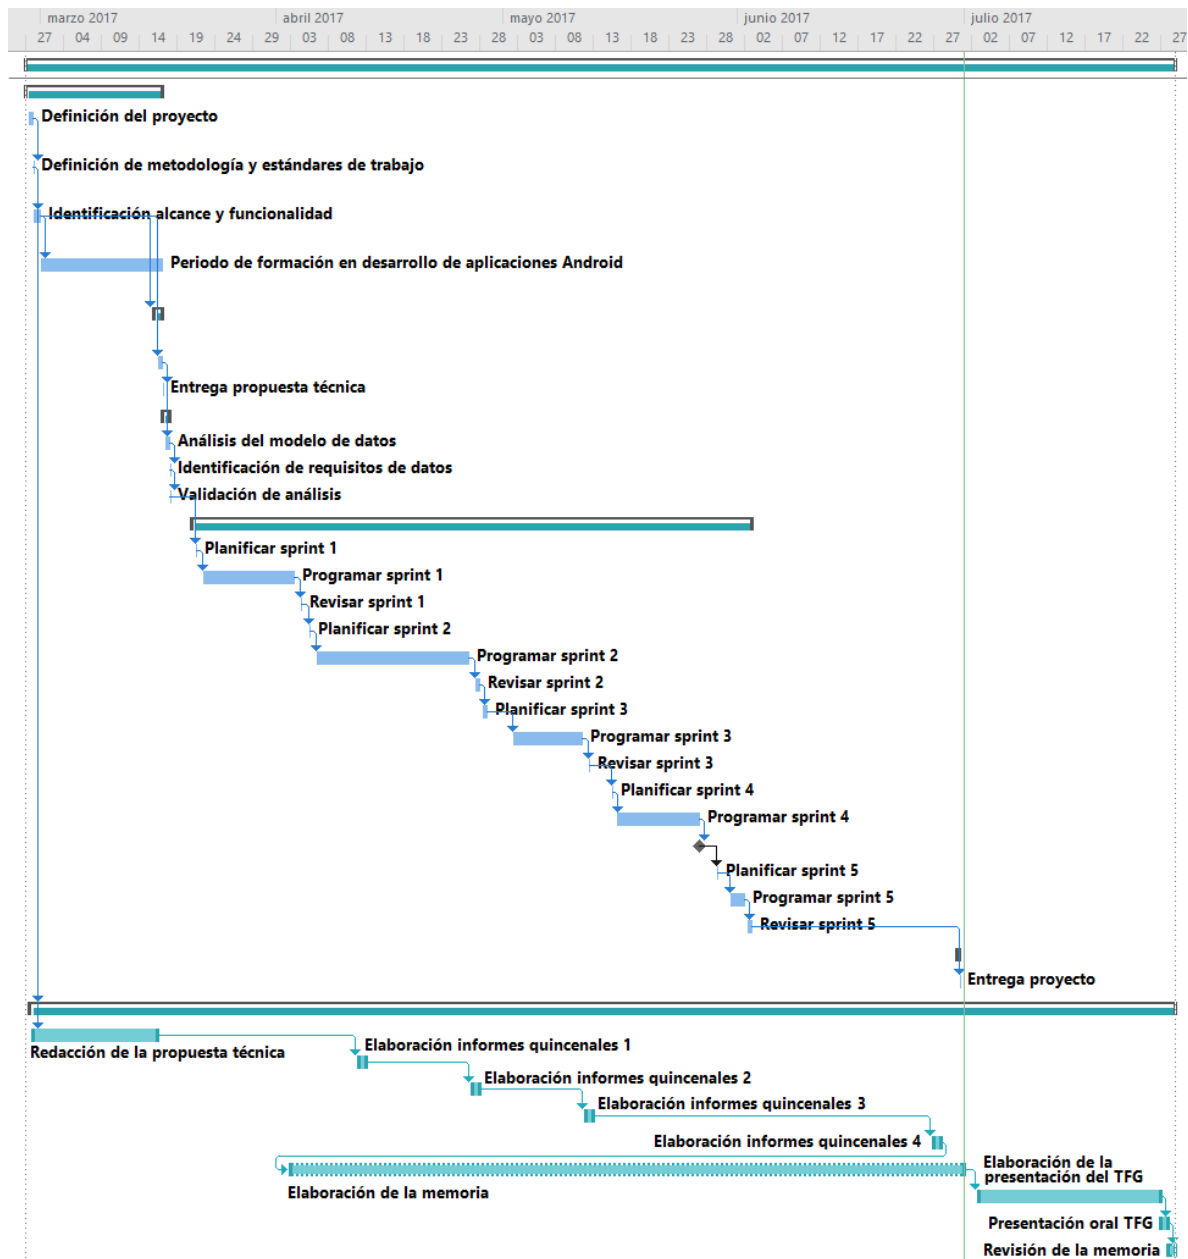 marzo 2017 abril 2017 mayo 2017 junio 2017 julio 2017
27 04 09 14 19 24 29 03 08 13 18 23 28 03 08 13 18 23 28 02 07 12 17 22 27 02 07 12 17 22 27
Definición del proyecto
Definición de metodología y estándares de trabajo
Identificación alcance y funcionalidad
Periodo de formación en desarrollo de aplicaciones Android
Entrega propuesta técnica
Análisis del modelo de datos
Identificación de requisitos de datos
Validación de análisis
Planificar sprint 1
Programar sprint 1
Revisar sprint 1
Planificar sprint 2
Programar sprint 2
Revisar sprint 2
Planificar sprint 3
Programar sprint 3
Revisar sprint 3
Planificar sprint 4
Programar sprint 4
Planificar sprint 5
Programar sprint 5
Revisar sprint 5
Entrega proyecto
Redacción de la propuesta técnica
Elaboración informes quincenales 1
Elaboración informes quincenales 2
Elaboración informes quincenales 3
Elaboración informes quincenales 4
Elaboración de la memoria
Elaboración de la
presentación del TFG
Presentación oral TFG
Revisión de la memoria